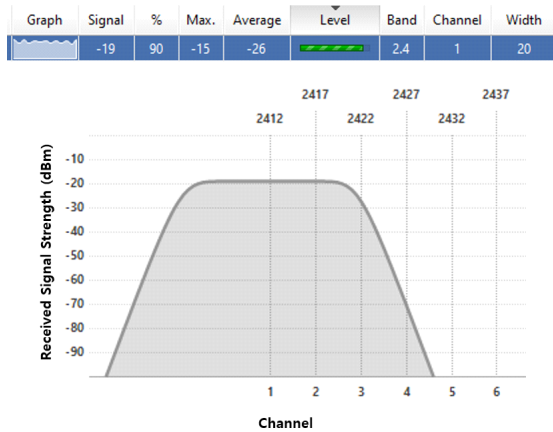 Graph Signal % Max. Average Level Band Channel Width
-19 90 -15 -26 2.4 1 20
2417 2427 2437
2412 2422 2432
Received Signal Strength (dBm)
-10
-20
-30
-40
-50
-60
-70
-80
-90
1 2 3 4 5 6
Channel